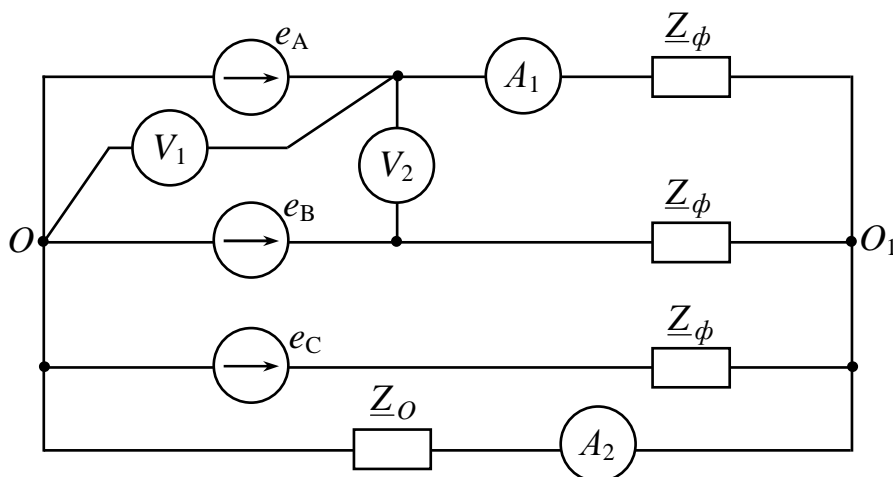 e_A
A_1
Z_ф
V_1
V_2
e_B
Z_ф
O
O_1
e_C
Z_ф
Z_O
A_2